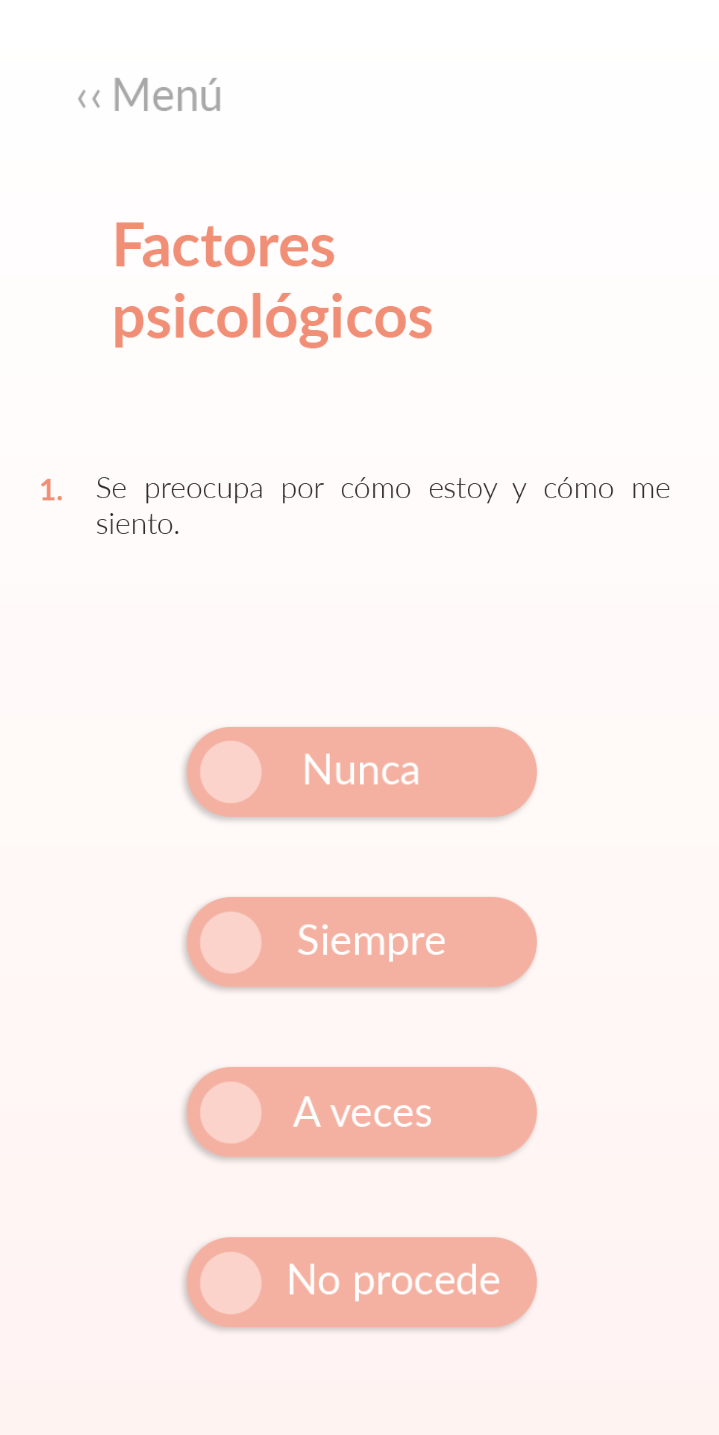 ‹‹ Menú
Factores
psicológicos
1. Se preocupa por cómo estoy y cómo me
siento.
Nunca
Siempre
A veces
No procede